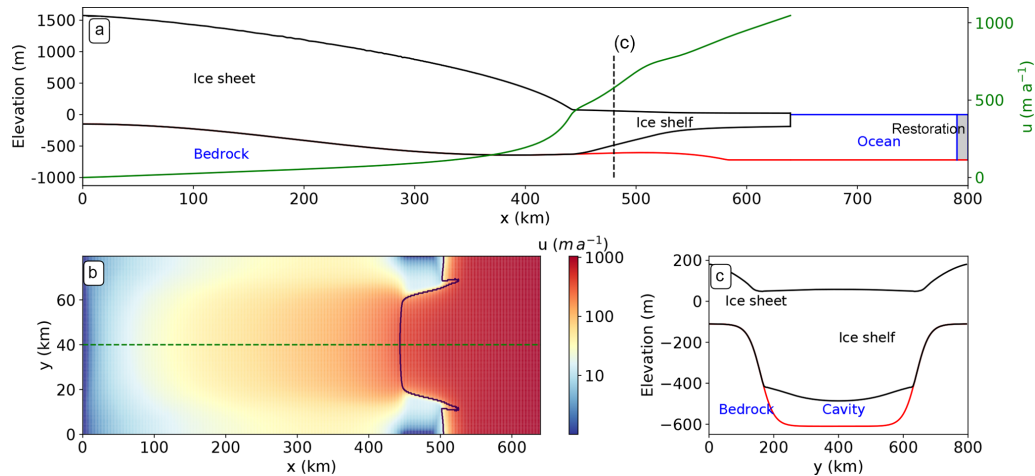 a
1500
1000
500
0
−500
−1000
Elevation (m)
Ice sheet
Bedrock
(c)
Ice shelf
Restoration
Ocean
1000
500
0
u (m a⁻¹)
0 100 200 300 400 500 600 700 800
x (km)
b
60
40
20
0
y (km)
0 100 200 300 400 500 600
x (km)
u (m a⁻¹)
1000
100
10
c
200
0
−200
−400
−600
Elevation (m)
Ice sheet
Ice shelf
Bedrock
Cavity
0 200 400 600 800
y (km)